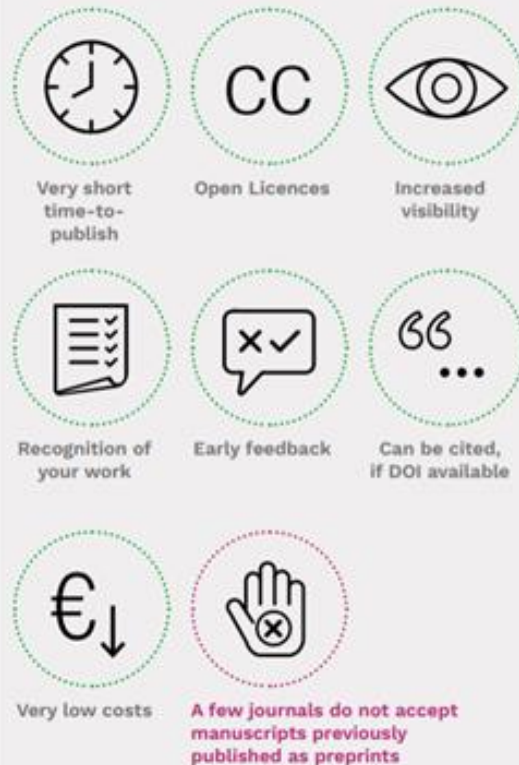 CC
Very short
time-to-
publish
Open Licences
Increased
visibility
Recognition of
your work
Early feedback
Can be cited,
if DOI available
€
Very low costs
A few journals do not accept
manuscripts previously
published as preprints